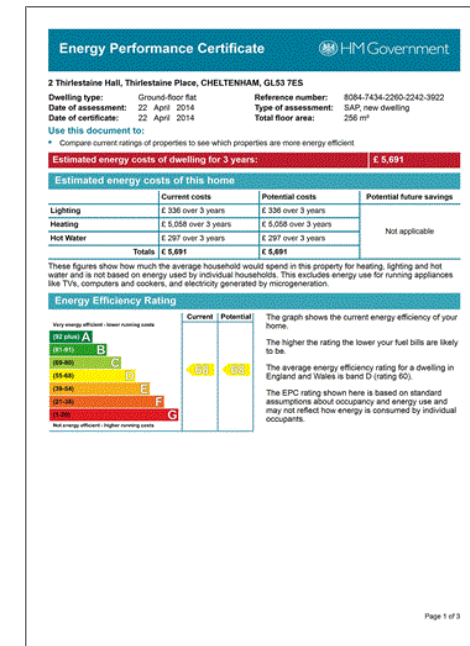 Energy Performance Certificate
HM Government
2 Thirlestaine Hall, Thirlestaine Place, CHELTENHAM, GL53 7ES
Dwelling type: Ground-floor flat
Date of assessment: 22 April 2014
Date of certificate: 22 April 2014
Reference number: 8084-7434-2260-2242-3922
Type of assessment: SAP, new dwelling
Total floor area: 256 m²
Use this document to:
• Compare current ratings of properties to see which properties are more energy efficient
Estimated energy costs of dwelling for 3 years: £ 5,691
Estimated energy costs of this home
Current costs Potential costs Potential future savings
Lighting £ 336 over 3 years £ 336 over 3 years
Heating £ 5,058 over 3 years £ 5,058 over 3 years
Hot Water £ 297 over 3 years £ 297 over 3 years
Not applicable
Totals £ 5,691 £ 5,691
These figures show how much the average household would spend in this property for heating, lighting and hot
water and is not based on energy used by individual households. This excludes energy use for running appliances
like TVs, computers and cookers, and electricity generated by microgeneration.
Energy Efficiency Rating
Current Potential
Very energy efficient - lower running costs
(92 plus) A
(81-91) B
(69-80) C
(55-68) D
(39-54) E
(21-38) F
(1-20) G
68 68
Not energy efficient - higher running costs
The graph shows the current energy efficiency of your
home.
The higher the rating the lower your fuel bills are likely
to be.
The average energy efficiency rating for a dwelling in
England and Wales is band D (rating 60).
The EPC rating shown here is based on standard
assumptions about occupancy and energy use and
may not reflect how energy is consumed by individual
occupants.
Page 1 of 3